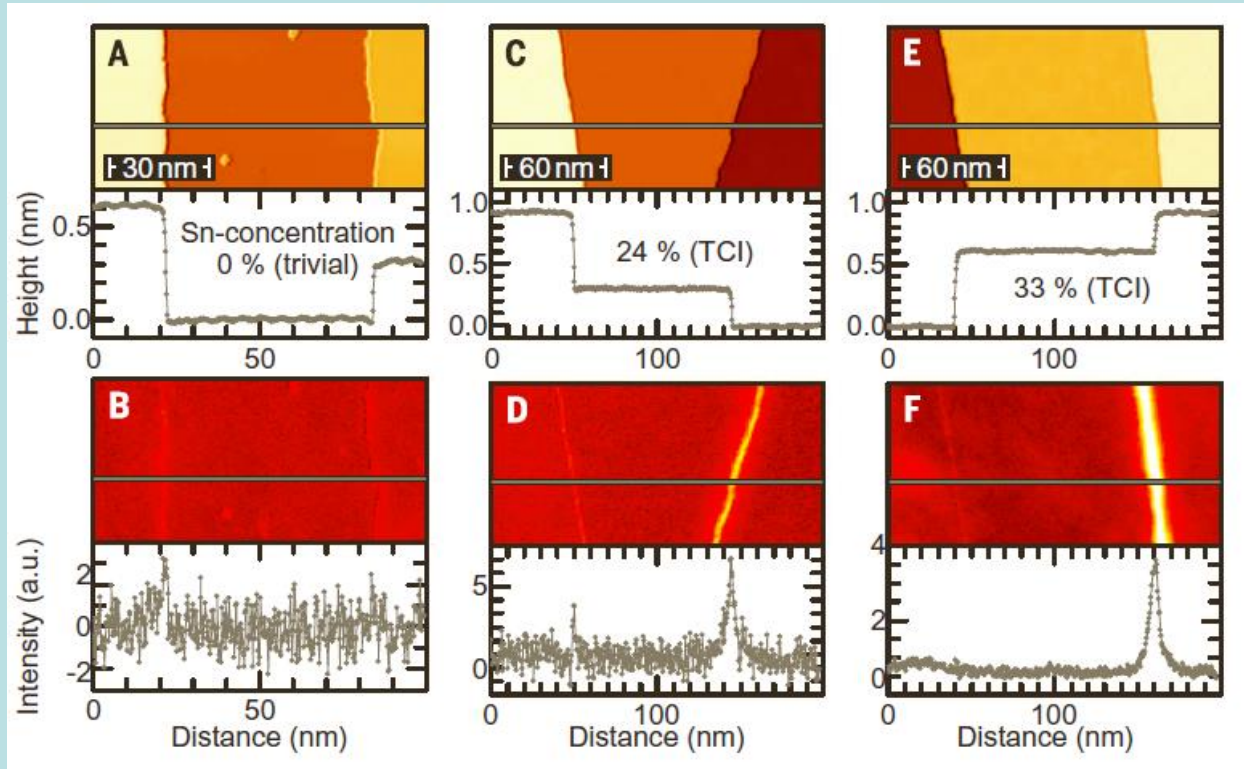 A
C
E
30 nm
60 nm
60 nm
Height (nm)
0.5
0.0
Sn-concentration
0 % (trivial)
0
50
1.0
0.5
0.0
24 % (TCI)
0
100
1.0
0.5
0.0
33 % (TCI)
0
100
B
D
F
Intensity (a.u.)
2
0
-2
0
50
Distance (nm)
5
0
0
100
Distance (nm)
4
2
0
0
100
Distance (nm)